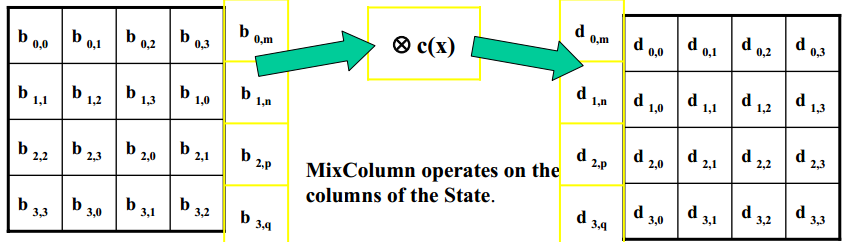 b 0,0 b 0,1 b 0,2 b 0,3 b 0,m ⊗ c(x) d 0,m d 0,0 d 0,1 d 0,2 d 0,3
b 1,1 b 1,2 b 1,3 b 1,0 b 1,n d 1,n d 1,0 d 1,1 d 1,2 d 1,3
b 2,2 b 2,3 b 2,0 b 2,1 b 2,p d 2,p d 2,0 d 2,1 d 2,2 d 2,3
MixColumn operates on the
columns of the State.
b 3,3 b 3,0 b 3,1 b 3,2 b 3,q d 3,q d 3,0 d 3,1 d 3,2 d 3,3